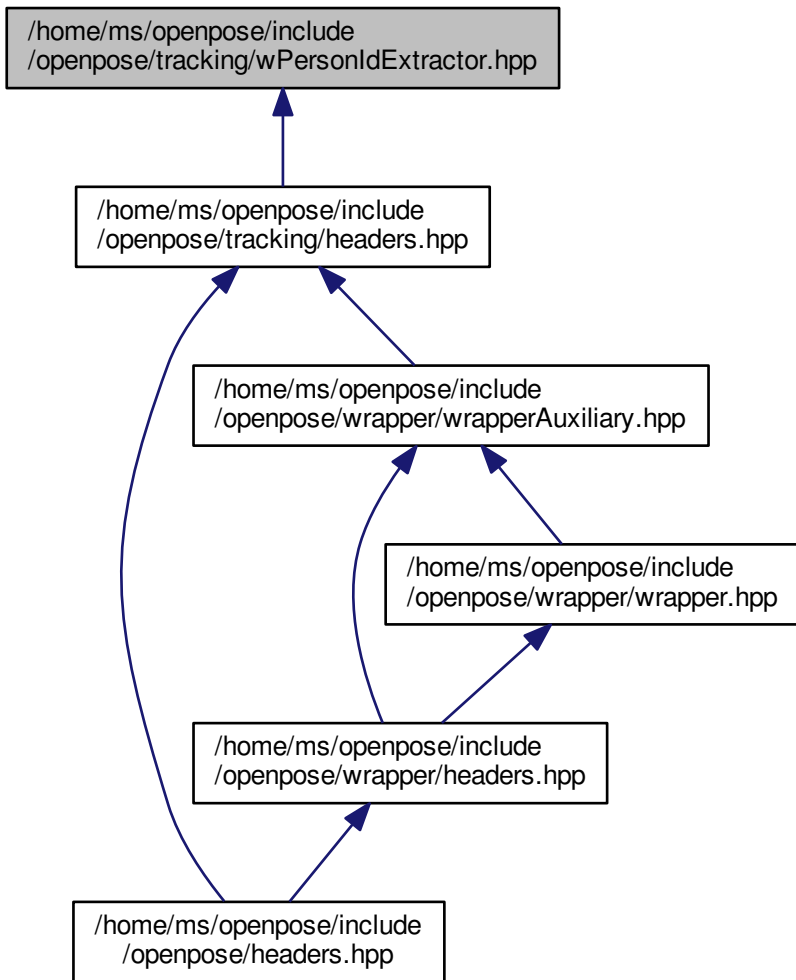 /home/ms/openpose/include
/openpose/tracking/wPersonIdExtractor.hpp
/home/ms/openpose/include
/openpose/tracking/headers.hpp
/home/ms/openpose/include
/openpose/wrapper/wrapperAuxiliary.hpp
/home/ms/openpose/include
/openpose/wrapper/wrapper.hpp
/home/ms/openpose/include
/openpose/wrapper/headers.hpp
/home/ms/openpose/include
/openpose/headers.hpp